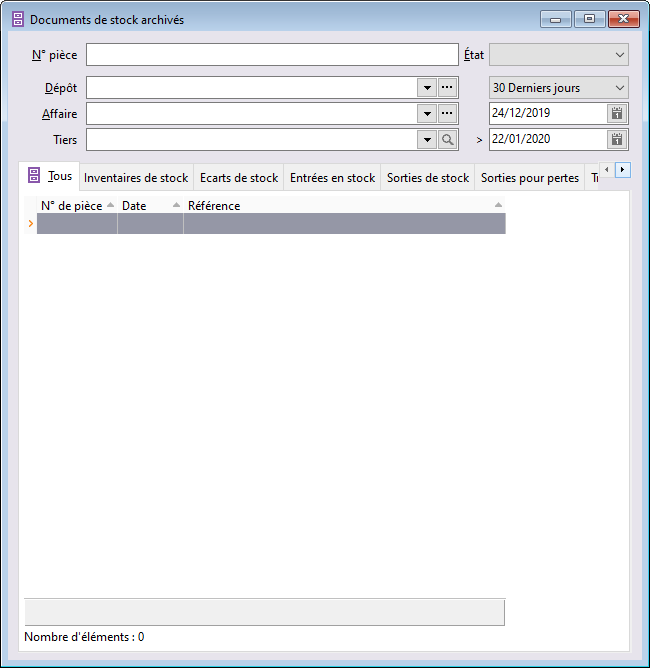 Documents de stock archivés
N° pièce
État
Dépôt
30 Derniers jours
Affaire
24/12/2019
Tiers
> 22/01/2020
Tous Inventaires de stock Ecarts de stock Entrées en stock Sorties de stock Sorties pour pertes
N° de pièce Date Référence
Nombre d'éléments : 0